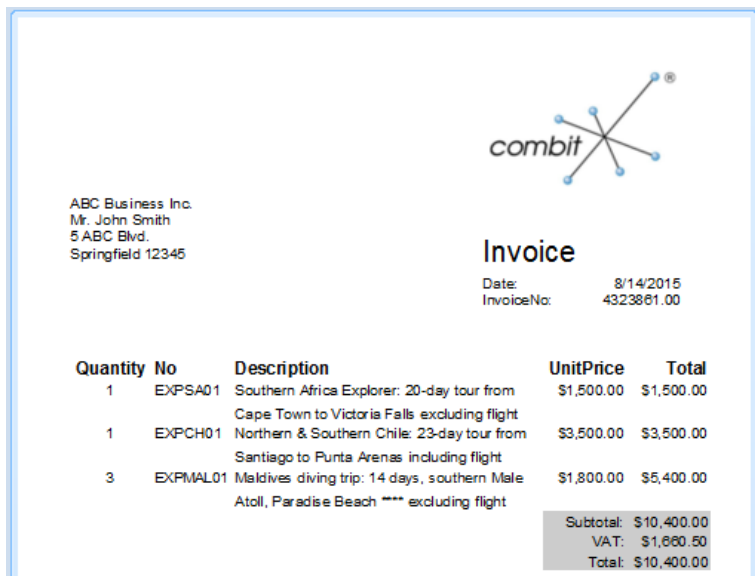 ®
combit
ABC Business Inc.
Mr. John Smith
5 ABC Blvd.
Springfield 12345
Invoice
Date: 8/14/2015
InvoiceNo: 4323861.00
Quantity No Description UnitPrice Total
1 EXPSA01 Southern Africa Explorer: 20-day tour from $1,500.00 $1,500.00
Cape Town to Victoria Falls excluding flight
1 EXPCH01 Northern & Southern Chile: 23-day tour from $3,500.00 $3,500.00
Santiago to Punta Arenas including flight
3 EXPMAL01 Maldives diving trip: 14 days, southern Male $1,800.00 $5,400.00
Atoll, Paradise Beach **** excluding flight
Subtotal: $10,400.00
VAT: $1,660.50
Total: $10,400.00